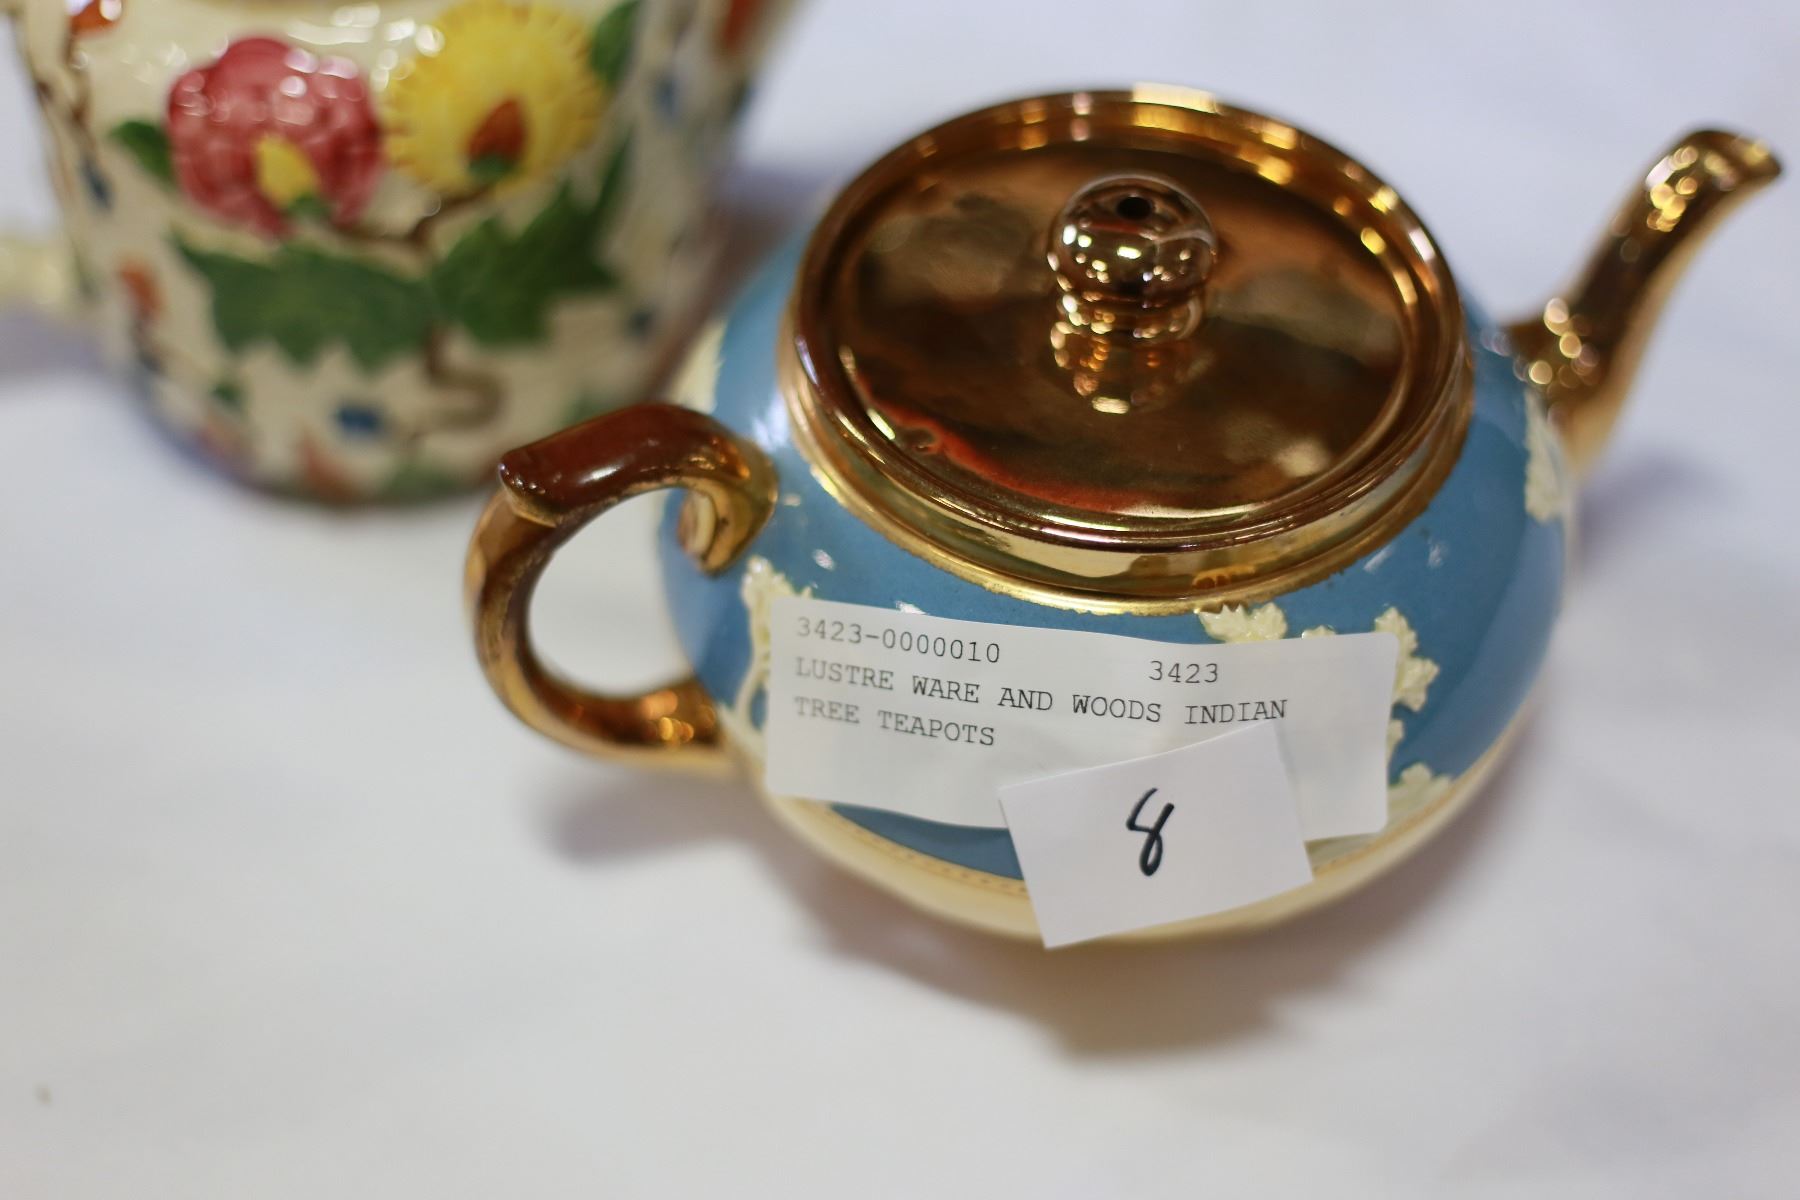 3423-0000010 3423
LUSTRE WARE AND WOODS INDIAN
TREE TEAPOTS
8